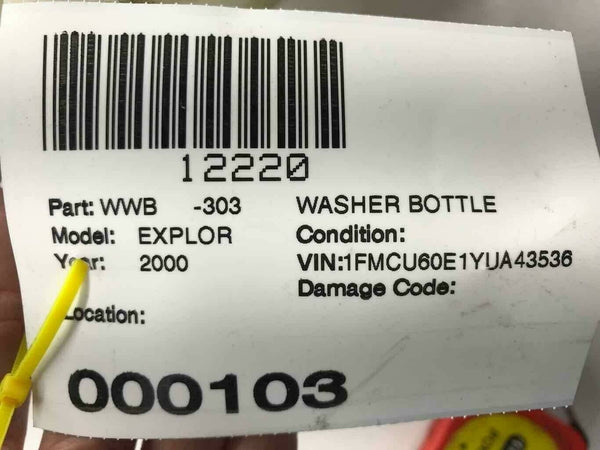 12220
Part: WWB -303 WASHER BOTTLE
Model: EXPLOR Condition:
Year: 2000 VIN:1FMCU60E1YUA43536
Damage Code:
Location:
000103